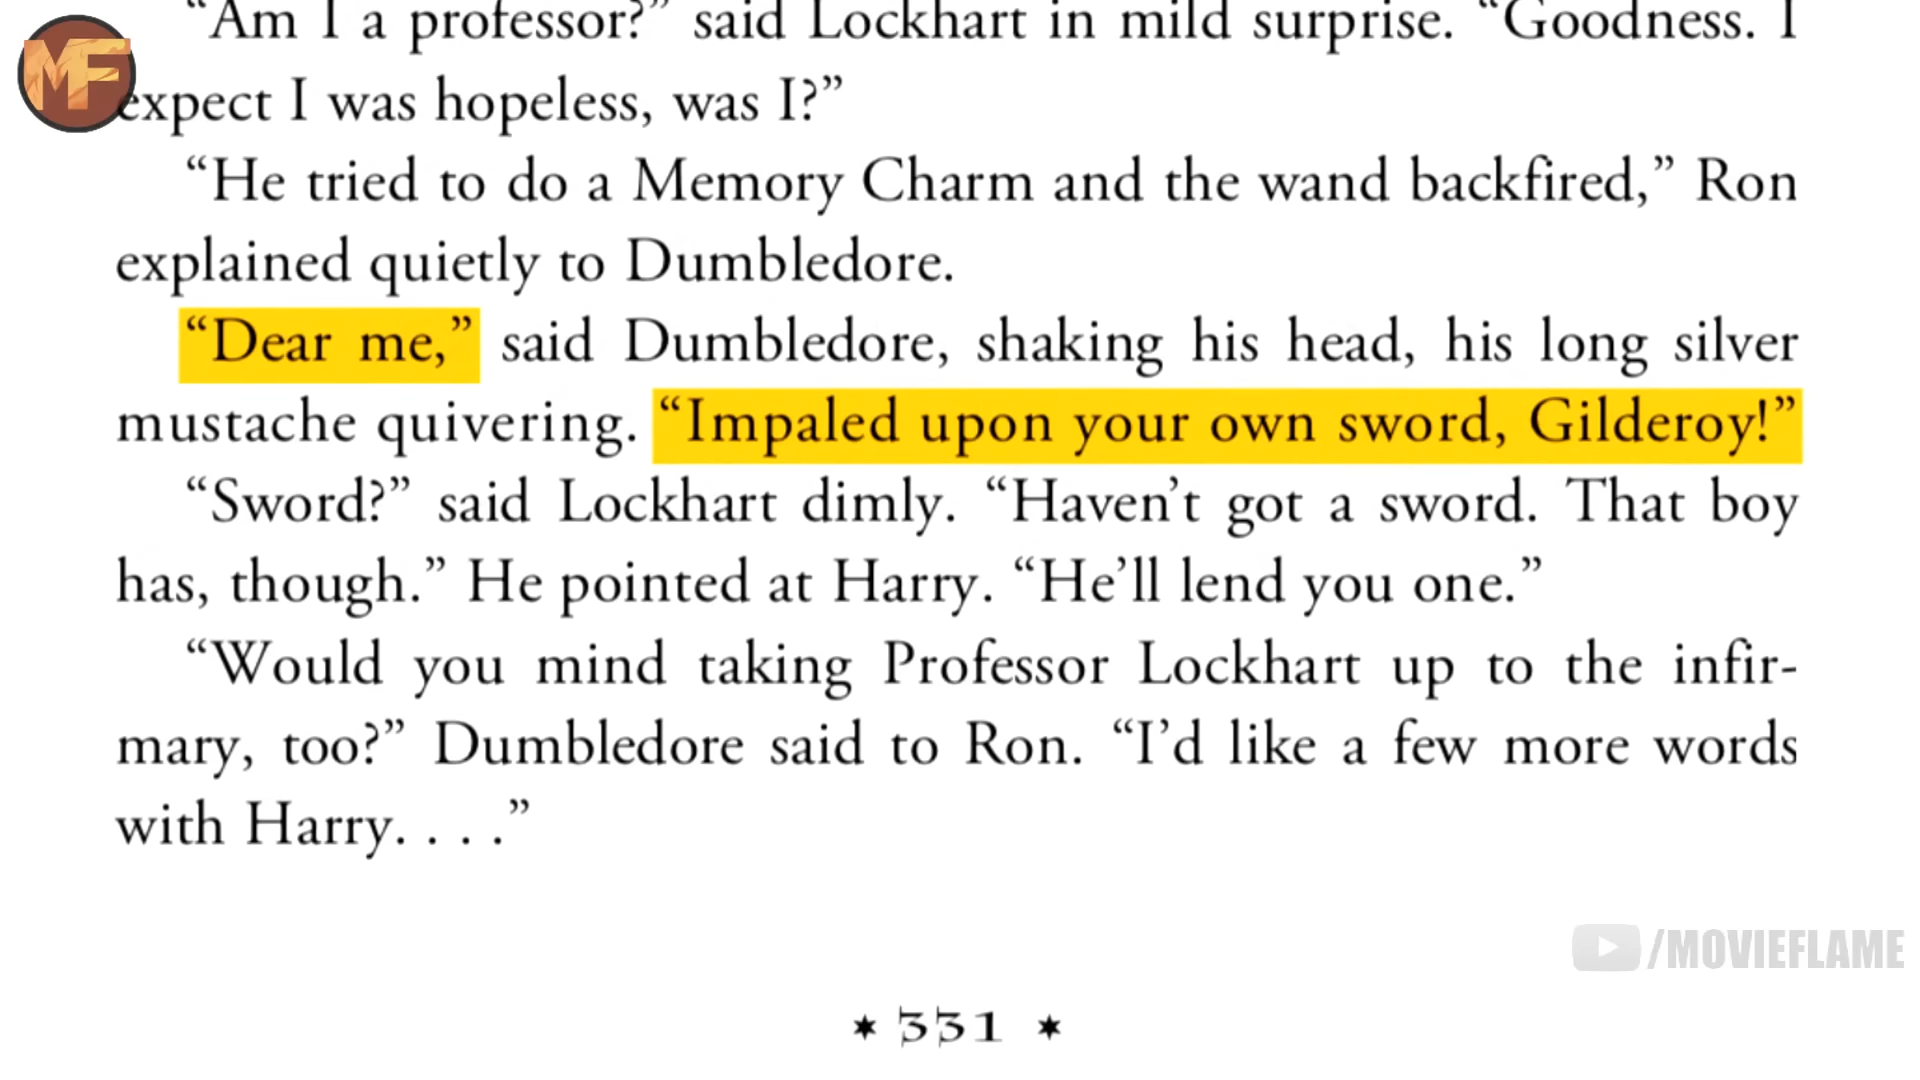 MF
“Am I a professor?” said Lockhart in mild surprise. “Goodness. I
expect I was hopeless, was I?”
“He tried to do a Memory Charm and the wand backfired,” Ron
explained quietly to Dumbledore.
“Dear me,” said Dumbledore, shaking his head, his long silver
mustache quivering. “Impaled upon your own sword, Gilderoy!”
“Sword?” said Lockhart dimly. “Haven’t got a sword. That boy
has, though.” He pointed at Harry. “He’ll lend you one.”
“Would you mind taking Professor Lockhart up to the infir-
mary, too?” Dumbledore said to Ron. “I’d like a few more words
with Harry. . . .”
/MOVIEFLAME
★ 331 ★